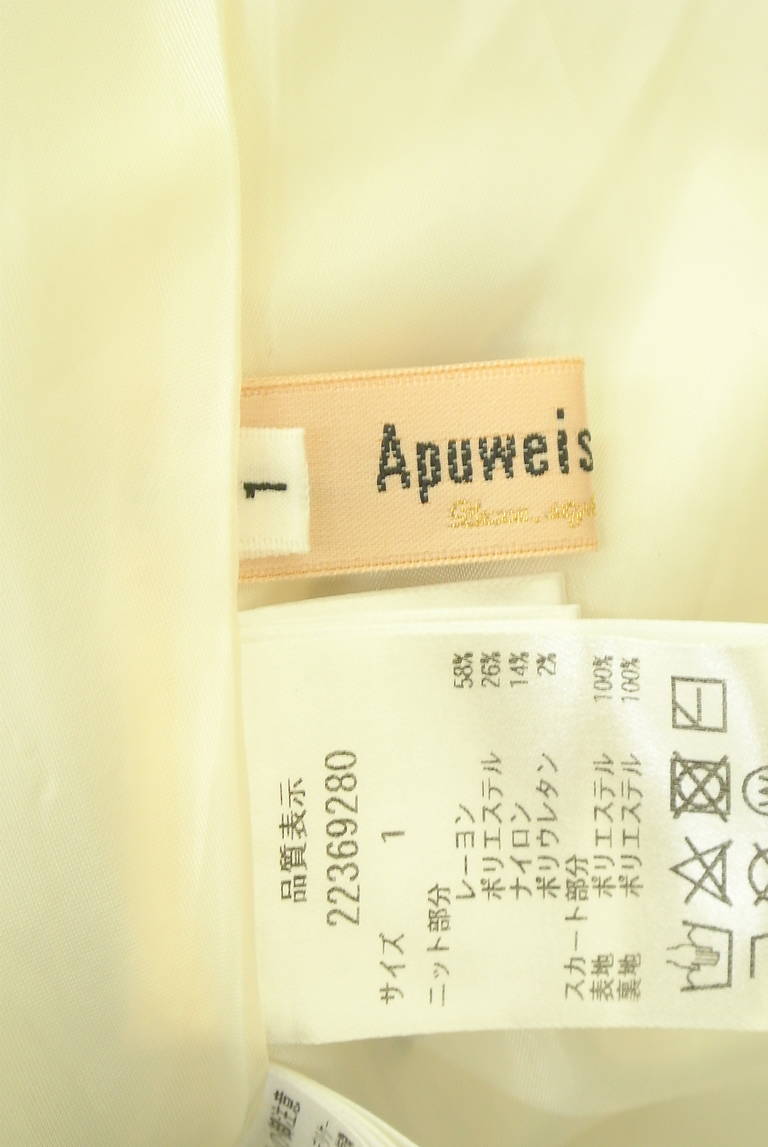 1
Apuweis
品質表示
22369280
サイズ 1
ニット部分
レーヨン 58%
ポリエステル 26%
ナイロン 14%
ポリウレタン 2%
スカート部分
表地 ポリエステル 100%
裏地 ポリエステル 100%
W